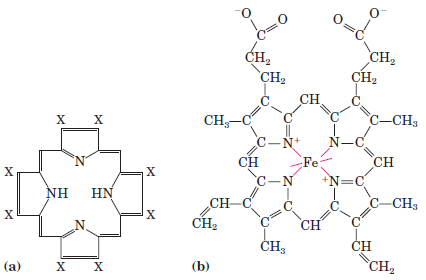 X X
N
X X
NH HN
X X
N
X X
(a)
⁻O O O O⁻
C C
CH₂ CH₂
CH₂ CH₂
C CH C
CH₃–C C C C–CH₃
C–N⁺ N–C
CH Fe CH
C–N ⁺N=C
CH–C C C C–CH₃
CH₂ C CH C
CH₃ CH
CH₂
(b)